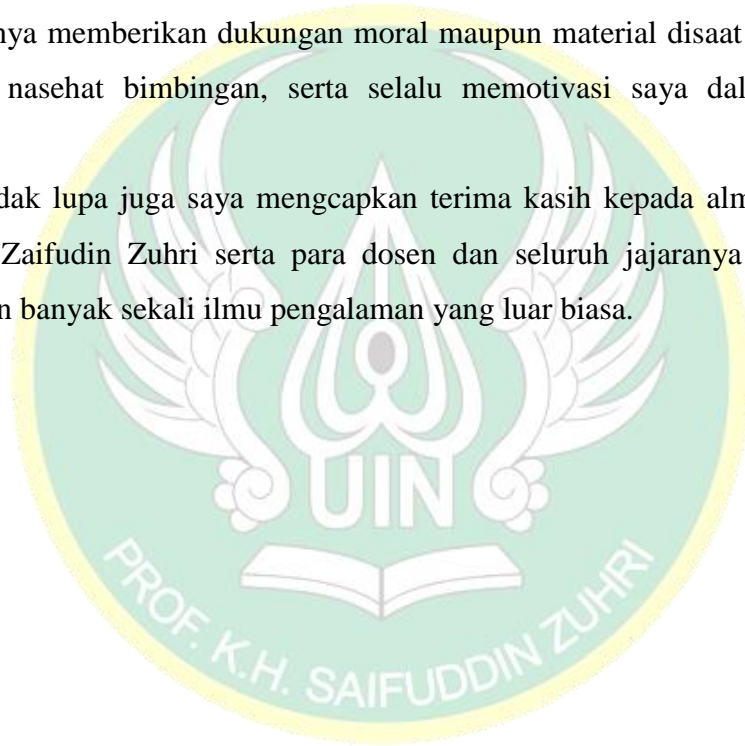 nya memberikan dukungan moral maupun material disaat
nasehat bimbingan, serta selalu memotivasi saya dal
dak lupa juga saya mengcapkan terima kasih kepada alm
Zaifudin Zuhri serta para dosen dan seluruh jajaranya
n banyak sekali ilmu pengalaman yang luar biasa.
UIN
PROF. K.H. SAIFUDDIN ZUHRI